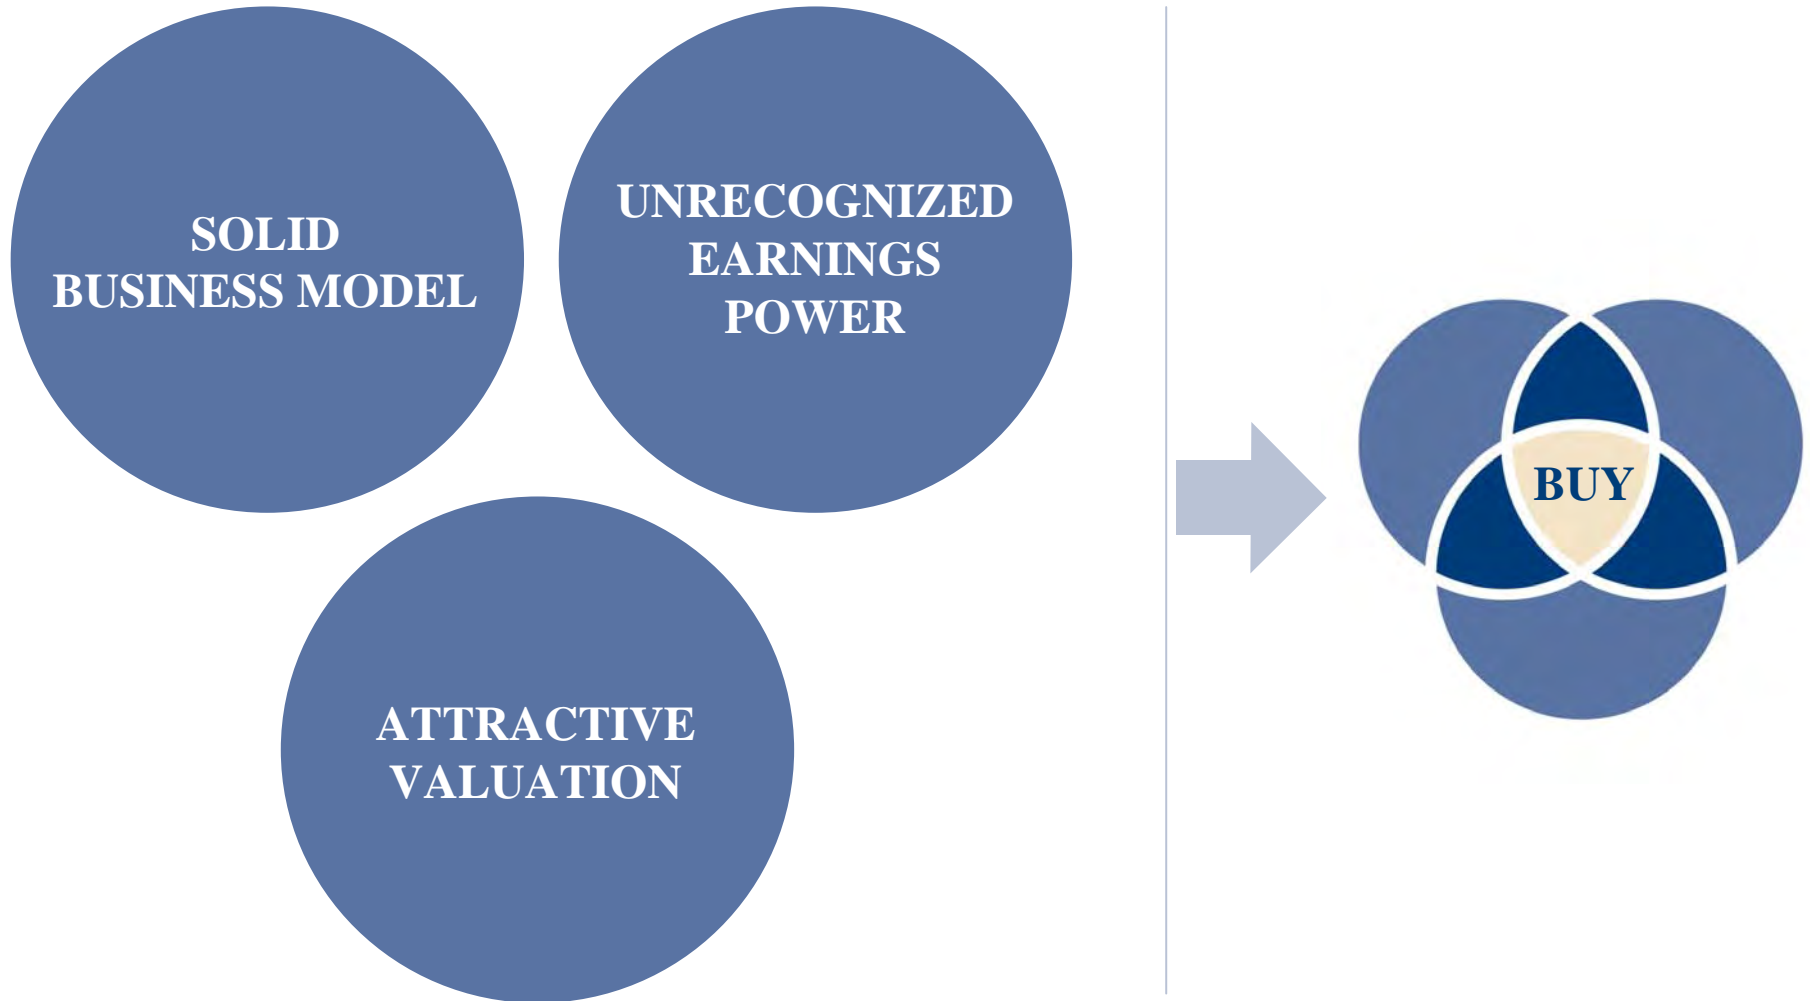 SOLID
BUSINESS MODEL
UNRECOGNIZED
EARNINGS
POWER
ATTRACTIVE
VALUATION
BUY